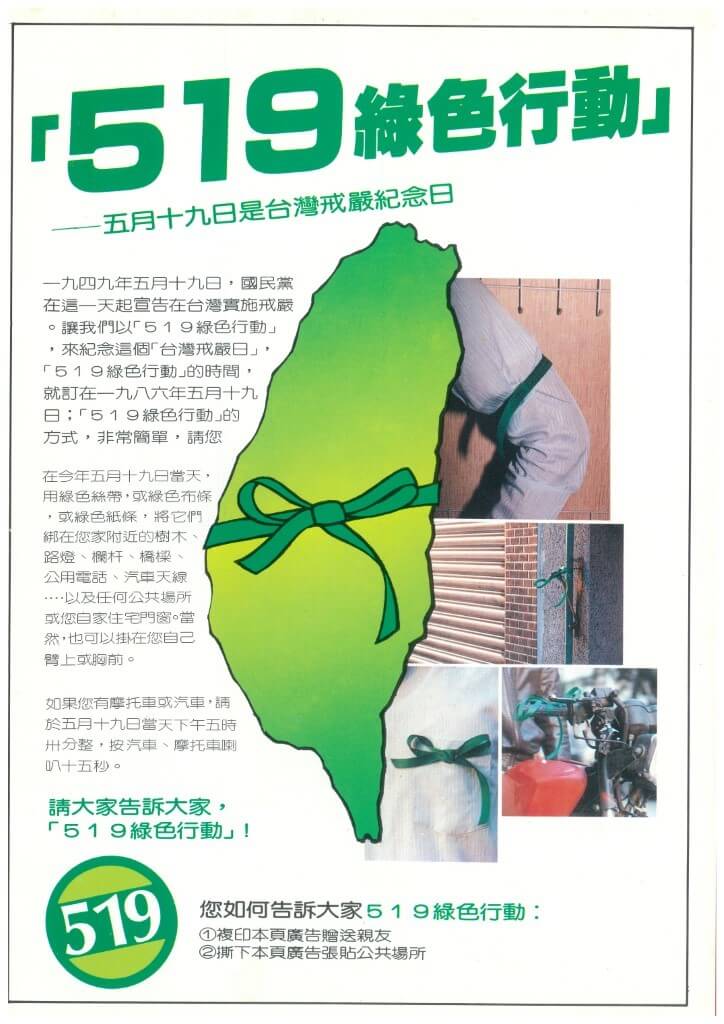 「519綠色行動」
——五月十九日是台灣戒嚴紀念日
一九四九年五月十九日，國民黨
在這一天起宣告在台灣實施戒嚴
。讓我們以「５１９綠色行動」
，來紀念這個「台灣戒嚴日」，
「５１９綠色行動」的時間，
就訂在一九八六年五月十九
日；「５１９綠色行動」的
方式，非常簡單，請您
在今年五月十九日當天，
用綠色絲帶，或綠色布條
，或綠色紙條，將它們
綁在您家附近的樹木、
路燈、欄杆、橋樑、
公用電話、汽車天線
‥‥以及任何公共場所
或您自家住宅門窗。當
然，也可以掛在您自己
臂上或胸前。
如果您有摩托車或汽車，請
於五月十九日當天下午五時
卅分整，按汽車、摩托車喇
叭十五秒。
請大家告訴大家，
「５１９綠色行動」！
519
您如何告訴大家５１９綠色行動：
①複印本頁廣告贈送親友
②撕下本頁廣告張貼公共場所